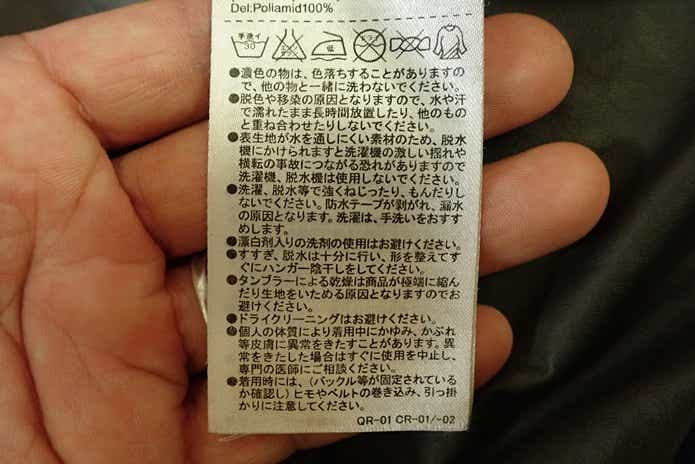 Del:Poliamid100%
手洗イ
30
低
ドライ
●濃色の物は、色落ちすることがありますの
で、他の物と一緒に洗わないでください。
●脱色や移染の原因となりますので、水や汗
で濡れたまま長時間放置したり、他のもの
と重ね合わせたりしないでください。
●表生地が水を通しにくい素材のため、脱水
機にかけられますと洗濯機の激しい揺れや
横転の事故につながる恐れがありますので
洗濯機、脱水機は使用しないでください。
●洗濯、脱水等で強くねじったり、もんだりし
ないでください。防水テープが剥がれ、漏水
の原因となります。洗濯は、手洗いをおすす
めします。
●漂白剤入りの洗剤の使用はお避けください。
●すすぎ、脱水は十分に行い、形を整えてす
ぐにハンガー陰干しをしてください。
●タンブラーによる乾燥は商品が極端に縮ん
だり生地をいためる原因となりますのでお
避けください。
●ドライクリーニングはお避けください。
●個人の体質により着用中にかゆみ、かぶれ
等皮膚に異常をきたすことがあります。異
常をきたした場合はすぐに使用を中止し、
専門の医師にご相談ください。
●着用時には、(バックル等が固定されている
か確認し)ヒモやベルトの巻き込み、引っ掛
かりに注意してください。
QR-01 CR-01/-02